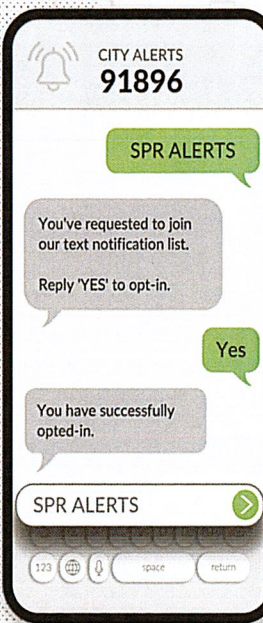 CITY ALERTS
91896
SPR ALERTS
You've requested to join
our text notification list.
Reply 'YES' to opt-in.
Yes
You have successfully
opted-in.
SPR ALERTS
123
space
return